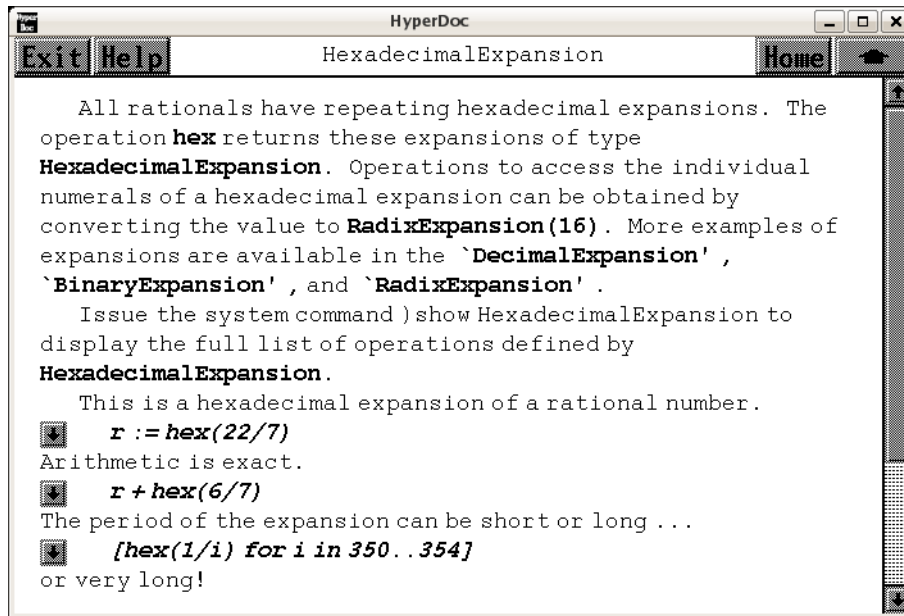 Hyper Doc
HyperDoc
Exit Help HexadecimalExpansion Home
All rationals have repeating hexadecimal expansions. The
operation hex returns these expansions of type
HexadecimalExpansion. Operations to access the individual
numerals of a hexadecimal expansion can be obtained by
converting the value to RadixExpansion(16). More examples of
expansions are available in the `DecimalExpansion' ,
`BinaryExpansion' , and `RadixExpansion' .
Issue the system command )show HexadecimalExpansion to
display the full list of operations defined by
HexadecimalExpansion.
This is a hexadecimal expansion of a rational number.
r := hex(22/7)
Arithmetic is exact.
r + hex(6/7)
The period of the expansion can be short or long ...
[hex(1/i) for i in 350..354]
or very long!